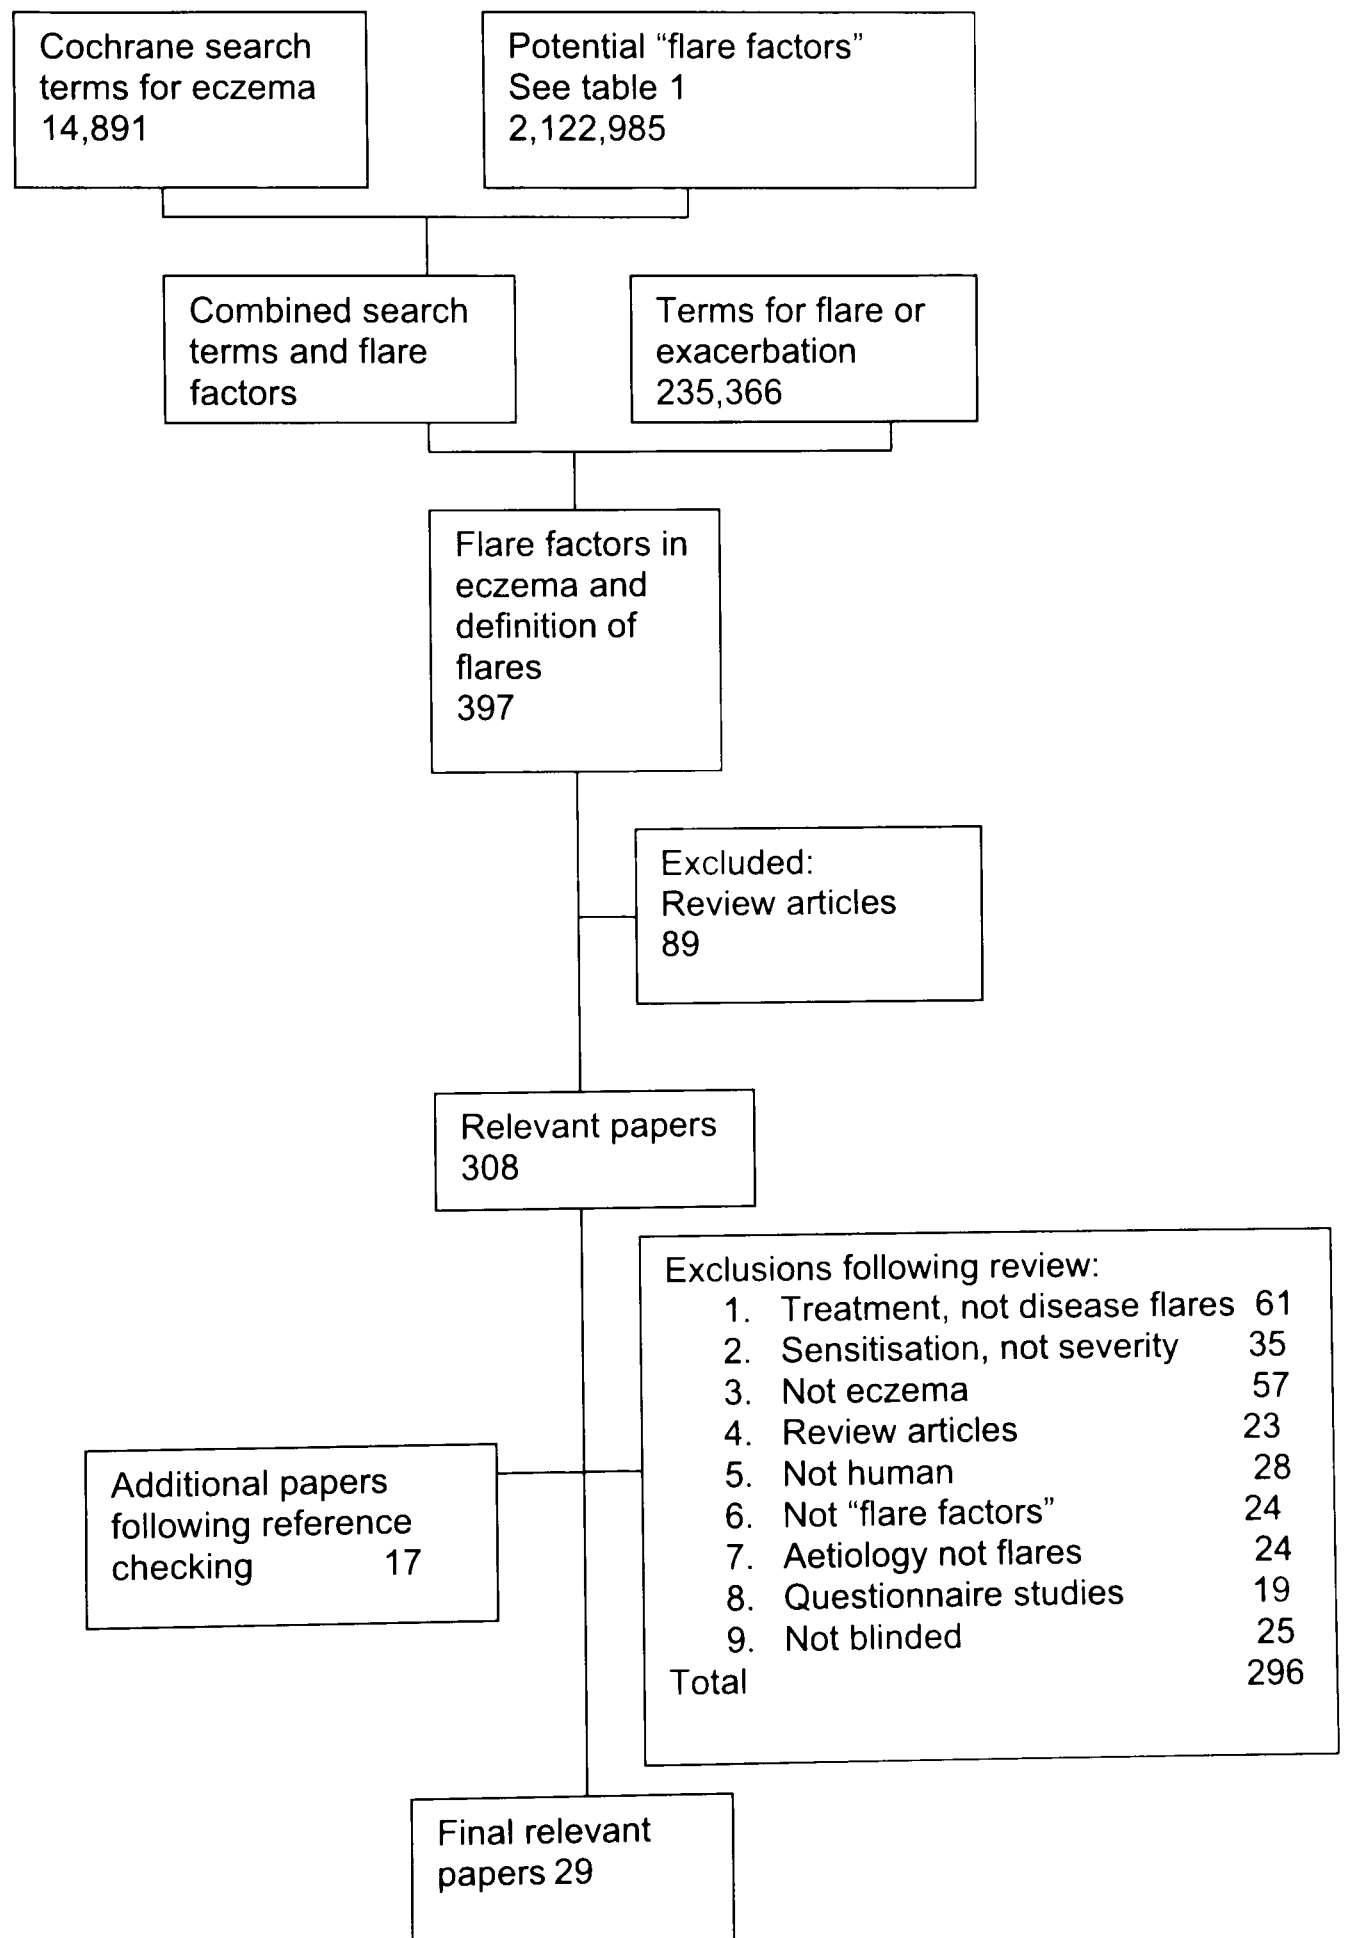 Cochrane search
terms for eczema
14,891
Potential “flare factors”
See table 1
2,122,985
Combined search
terms and flare
factors
Terms for flare or
exacerbation
235,366
Flare factors in
eczema and
definition of
flares
397
Excluded:
Review articles
89
Relevant papers
308
Exclusions following review:
1. Treatment, not disease flares 61
2. Sensitisation, not severity 35
3. Not eczema 57
4. Review articles 23
5. Not human 28
6. Not “flare factors” 24
7. Aetiology not flares 24
8. Questionnaire studies 19
9. Not blinded 25
Total 296
Additional papers
following reference
checking 17
Final relevant
papers 29